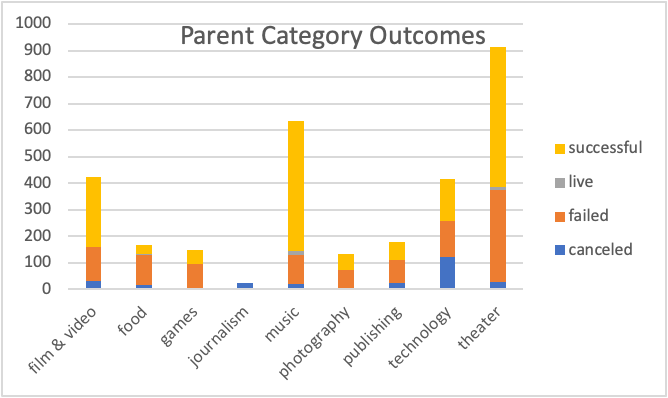 Parent Category Outcomes
1000
900
800
700
600
500
400
300
200
100
0
film & video
food
games
journalism
music
photography
publishing
technology
theater
successful
live
failed
canceled